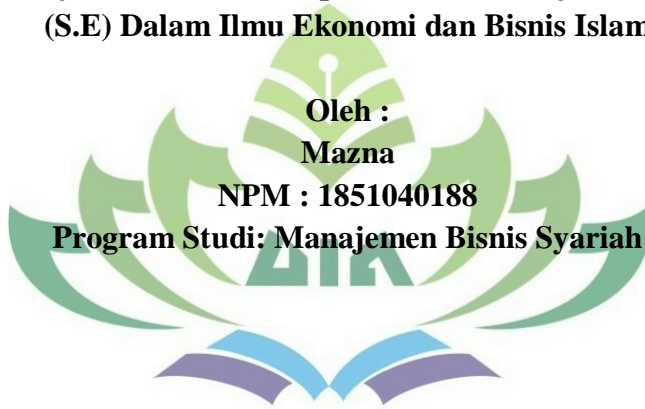 (S.E) Dalam Ilmu Ekonomi dan Bisnis Islam
Oleh :
Mazna
NPM : 1851040188
Program Studi: Manajemen Bisnis Syariah